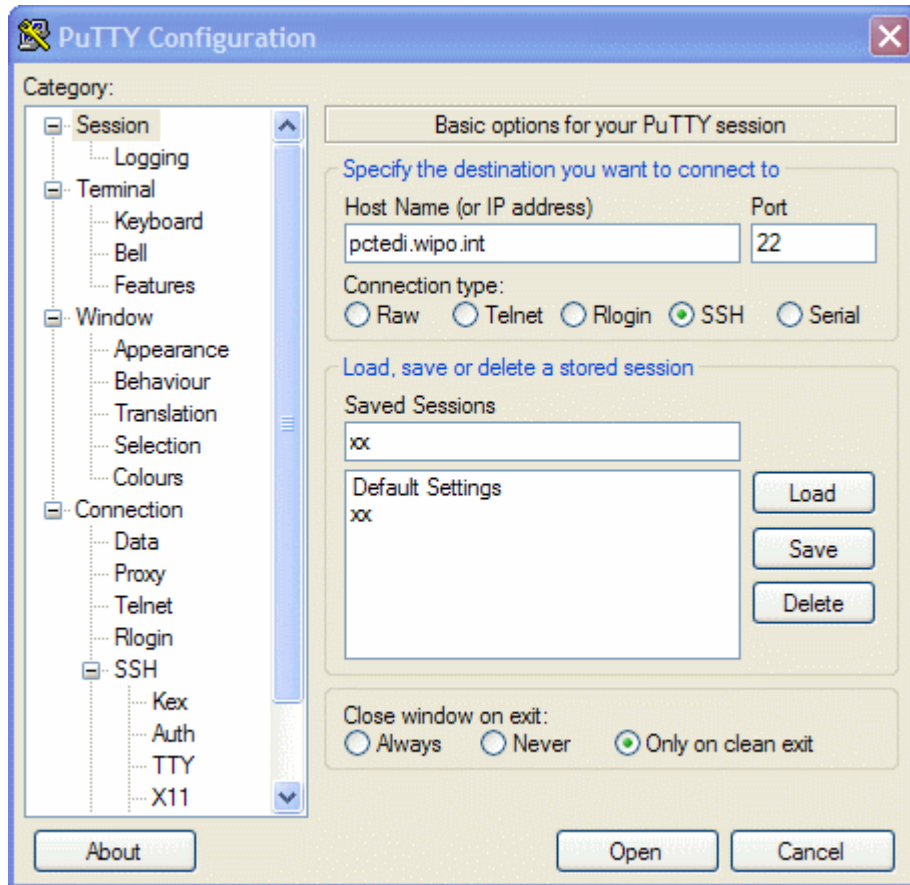 PuTTY Configuration
Category:
Session
Logging
Terminal
Keyboard
Bell
Features
Window
Appearance
Behaviour
Translation
Selection
Colours
Connection
Data
Proxy
Telnet
Rlogin
SSH
Kex
Auth
TTY
X11
Basic options for your PuTTY session
Specify the destination you want to connect to
Host Name (or IP address) Port
pctedi.wipo.int 22
Connection type:
Raw Telnet Rlogin SSH Serial
Load, save or delete a stored session
Saved Sessions
xx
Default Settings
xx
Load
Save
Delete
Close window on exit:
Always Never Only on clean exit
About Open Cancel